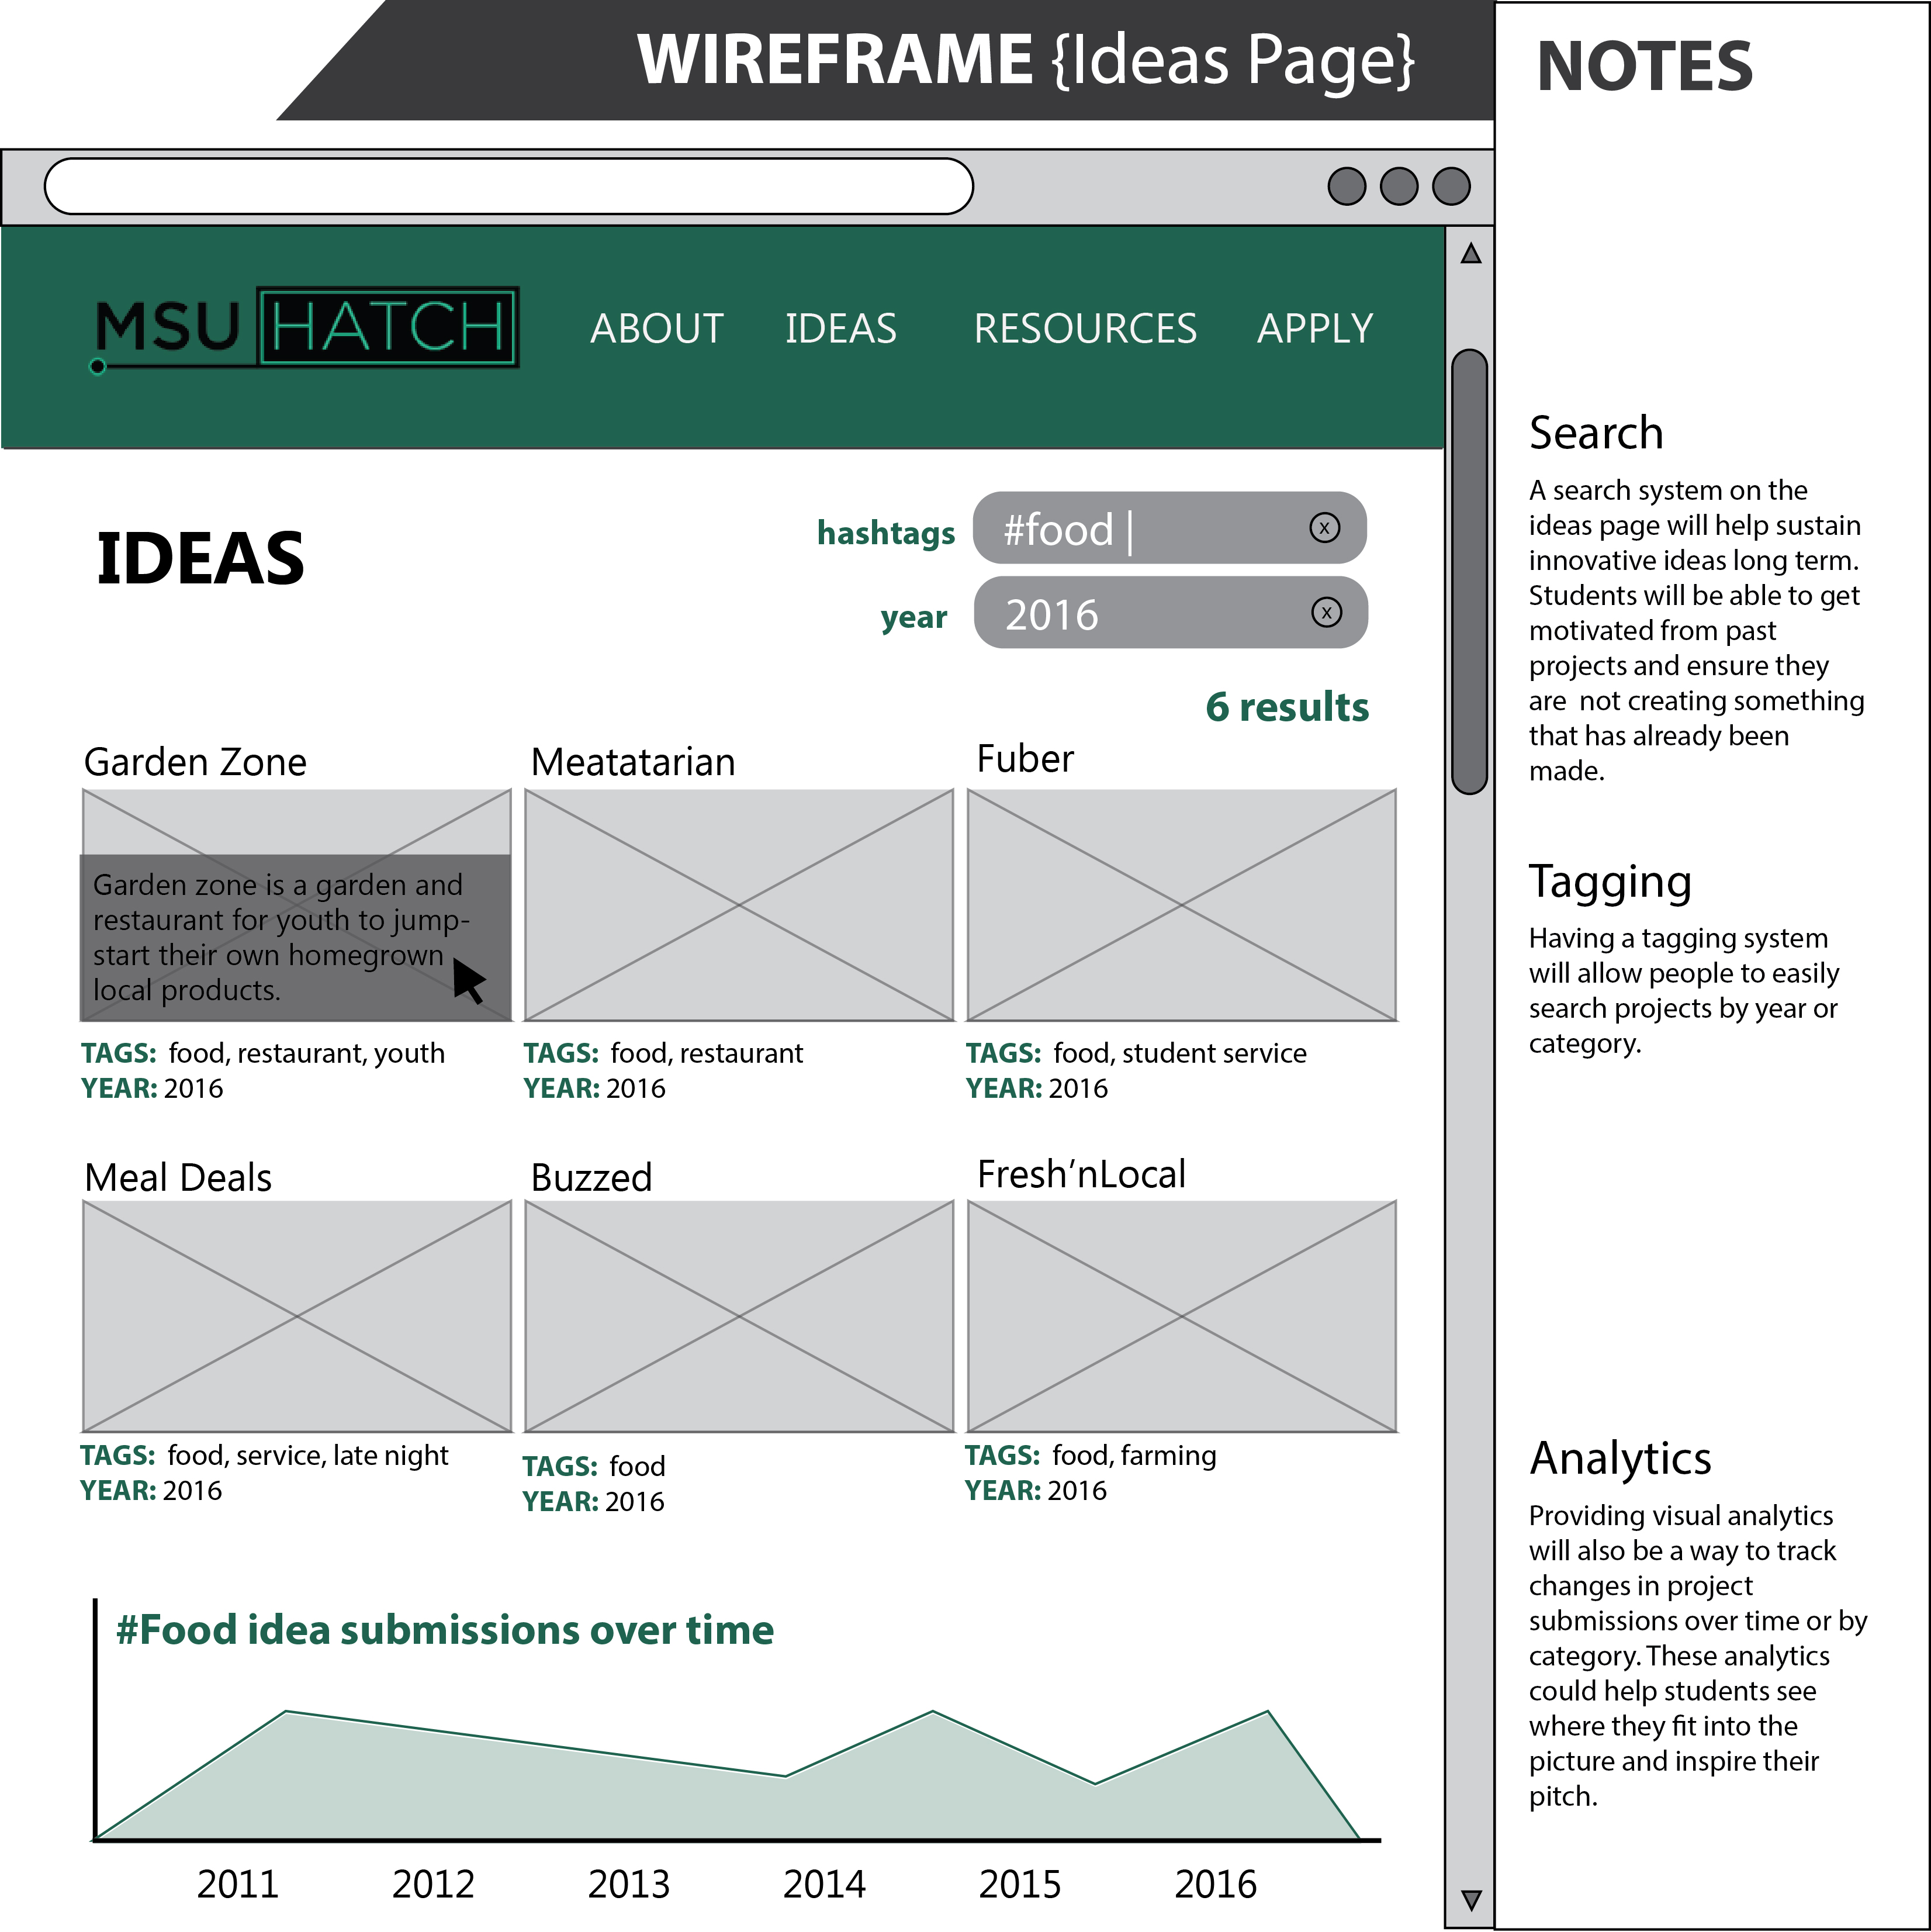 WIREFRAME {Ideas Page}
MSU HATCH
ABOUT IDEAS RESOURCES APPLY
IDEAS
hashtags #food | x
year 2016 x
6 results
Garden Zone
Garden zone is a garden and
restaurant for youth to jump-
start their own homegrown
local products.
TAGS: food, restaurant, youth
YEAR: 2016
Meatatarian
TAGS: food, restaurant
YEAR: 2016
Fuber
TAGS: food, student service
YEAR: 2016
Meal Deals
TAGS: food, service, late night
YEAR: 2016
Buzzed
TAGS: food
YEAR: 2016
Fresh’nLocal
TAGS: food, farming
YEAR: 2016
#Food idea submissions over time
2011 2012 2013 2014 2015 2016
NOTES
Search
A search system on the
ideas page will help sustain
innovative ideas long term.
Students will be able to get
motivated from past
projects and ensure they
are  not creating something
that has already been
made.
Tagging
Having a tagging system
will allow people to easily
search projects by year or
category.
Analytics
Providing visual analytics
will also be a way to track
changes in project
submissions over time or by
category. These analytics
could help students see
where they fit into the
picture and inspire their
pitch.